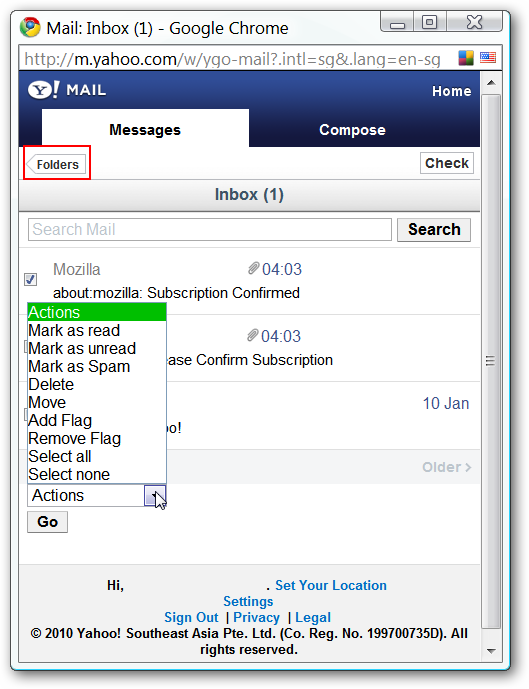 Mail: Inbox (1) - Google Chrome
http://m.yahoo.com/w/ygo-mail?.intl=sg&.lang=en-sg
Y! MAIL Home
Messages Compose
Folders Check
Inbox (1)
Search Mail Search
Mozilla 04:03
about:mozilla: Subscription Confirmed
Actions
Mark as read 04:03
Mark as unread
Mark as Spam ease Confirm Subscription
Delete
Move 10 Jan
Add Flag oo!
Remove Flag
Select all Older >
Select none
Actions
Go
Hi, . Set Your Location
Settings
Sign Out | Privacy | Legal
© 2010 Yahoo! Southeast Asia Pte. Ltd. (Co. Reg. No. 199700735D). All
rights reserved.